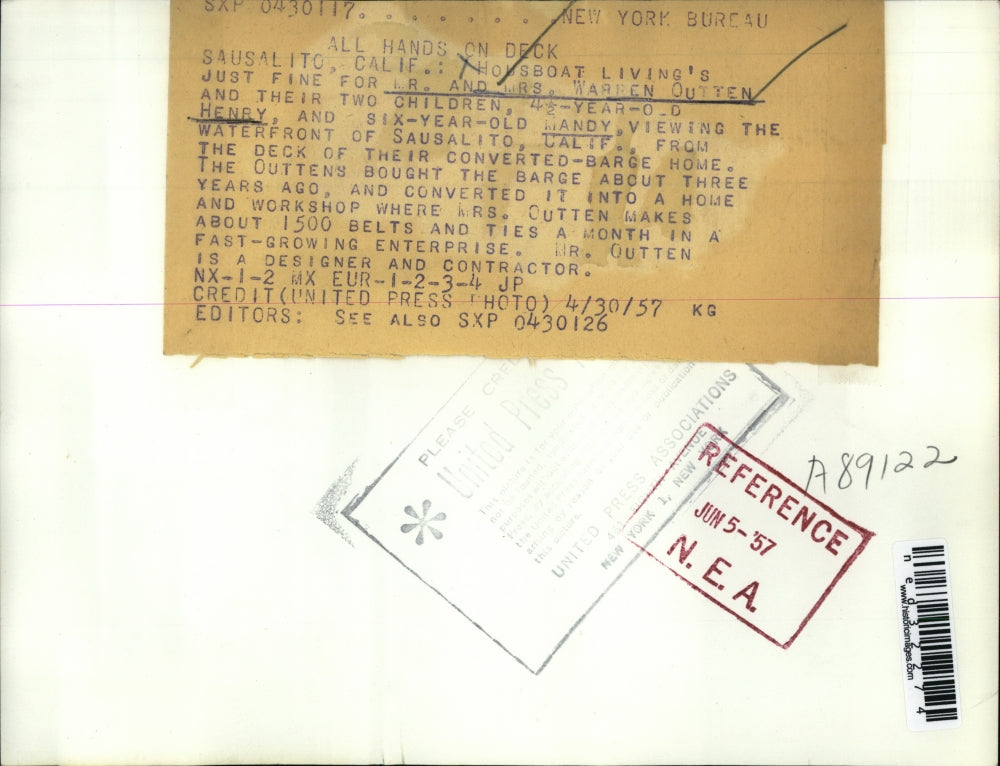 SXP 0430117. . . . . . . .NEW YORK BUREAU
ALL HANDS ON DECK
SAUSALITO, CALIF.: HOUSBOAT LIVING'S
JUST FINE FOR MR. AND MRS. WARREN OUTTEN
AND THEIR TWO CHILDREN, 4½-YEAR-OLD
HENRY, AND SIX-YEAR-OLD MANDY, VIEWING THE
WATERFRONT OF SAUSALITO, CALIF., FROM
THE DECK OF THEIR CONVERTED-BARGE HOME.
THE OUTTENS BOUGHT THE BARGE ABOUT THREE
YEARS AGO, AND CONVERTED IT INTO A HOME
AND WORKSHOP WHERE MRS. OUTTEN MAKES
ABOUT 1500 BELTS AND TIES A MONTH IN A
FAST-GROWING ENTERPRISE. MR. OUTTEN
IS A DESIGNER AND CONTRACTOR.
NX-1-2 MX EUR-1-2-3-4 JP
CREDIT(UNITED PRESS PHOTO) 4/30/57 KG
EDITORS: SEE ALSO SXP 0430126
PLEASE
United Press
this picture.
UNITED PRESS ASSOCIATIONS
NEW YORK 1, NEW YORK
REFERENCE
JUN 5-'57
N.E.A.
A89122
ned32274
www.historicimages.com